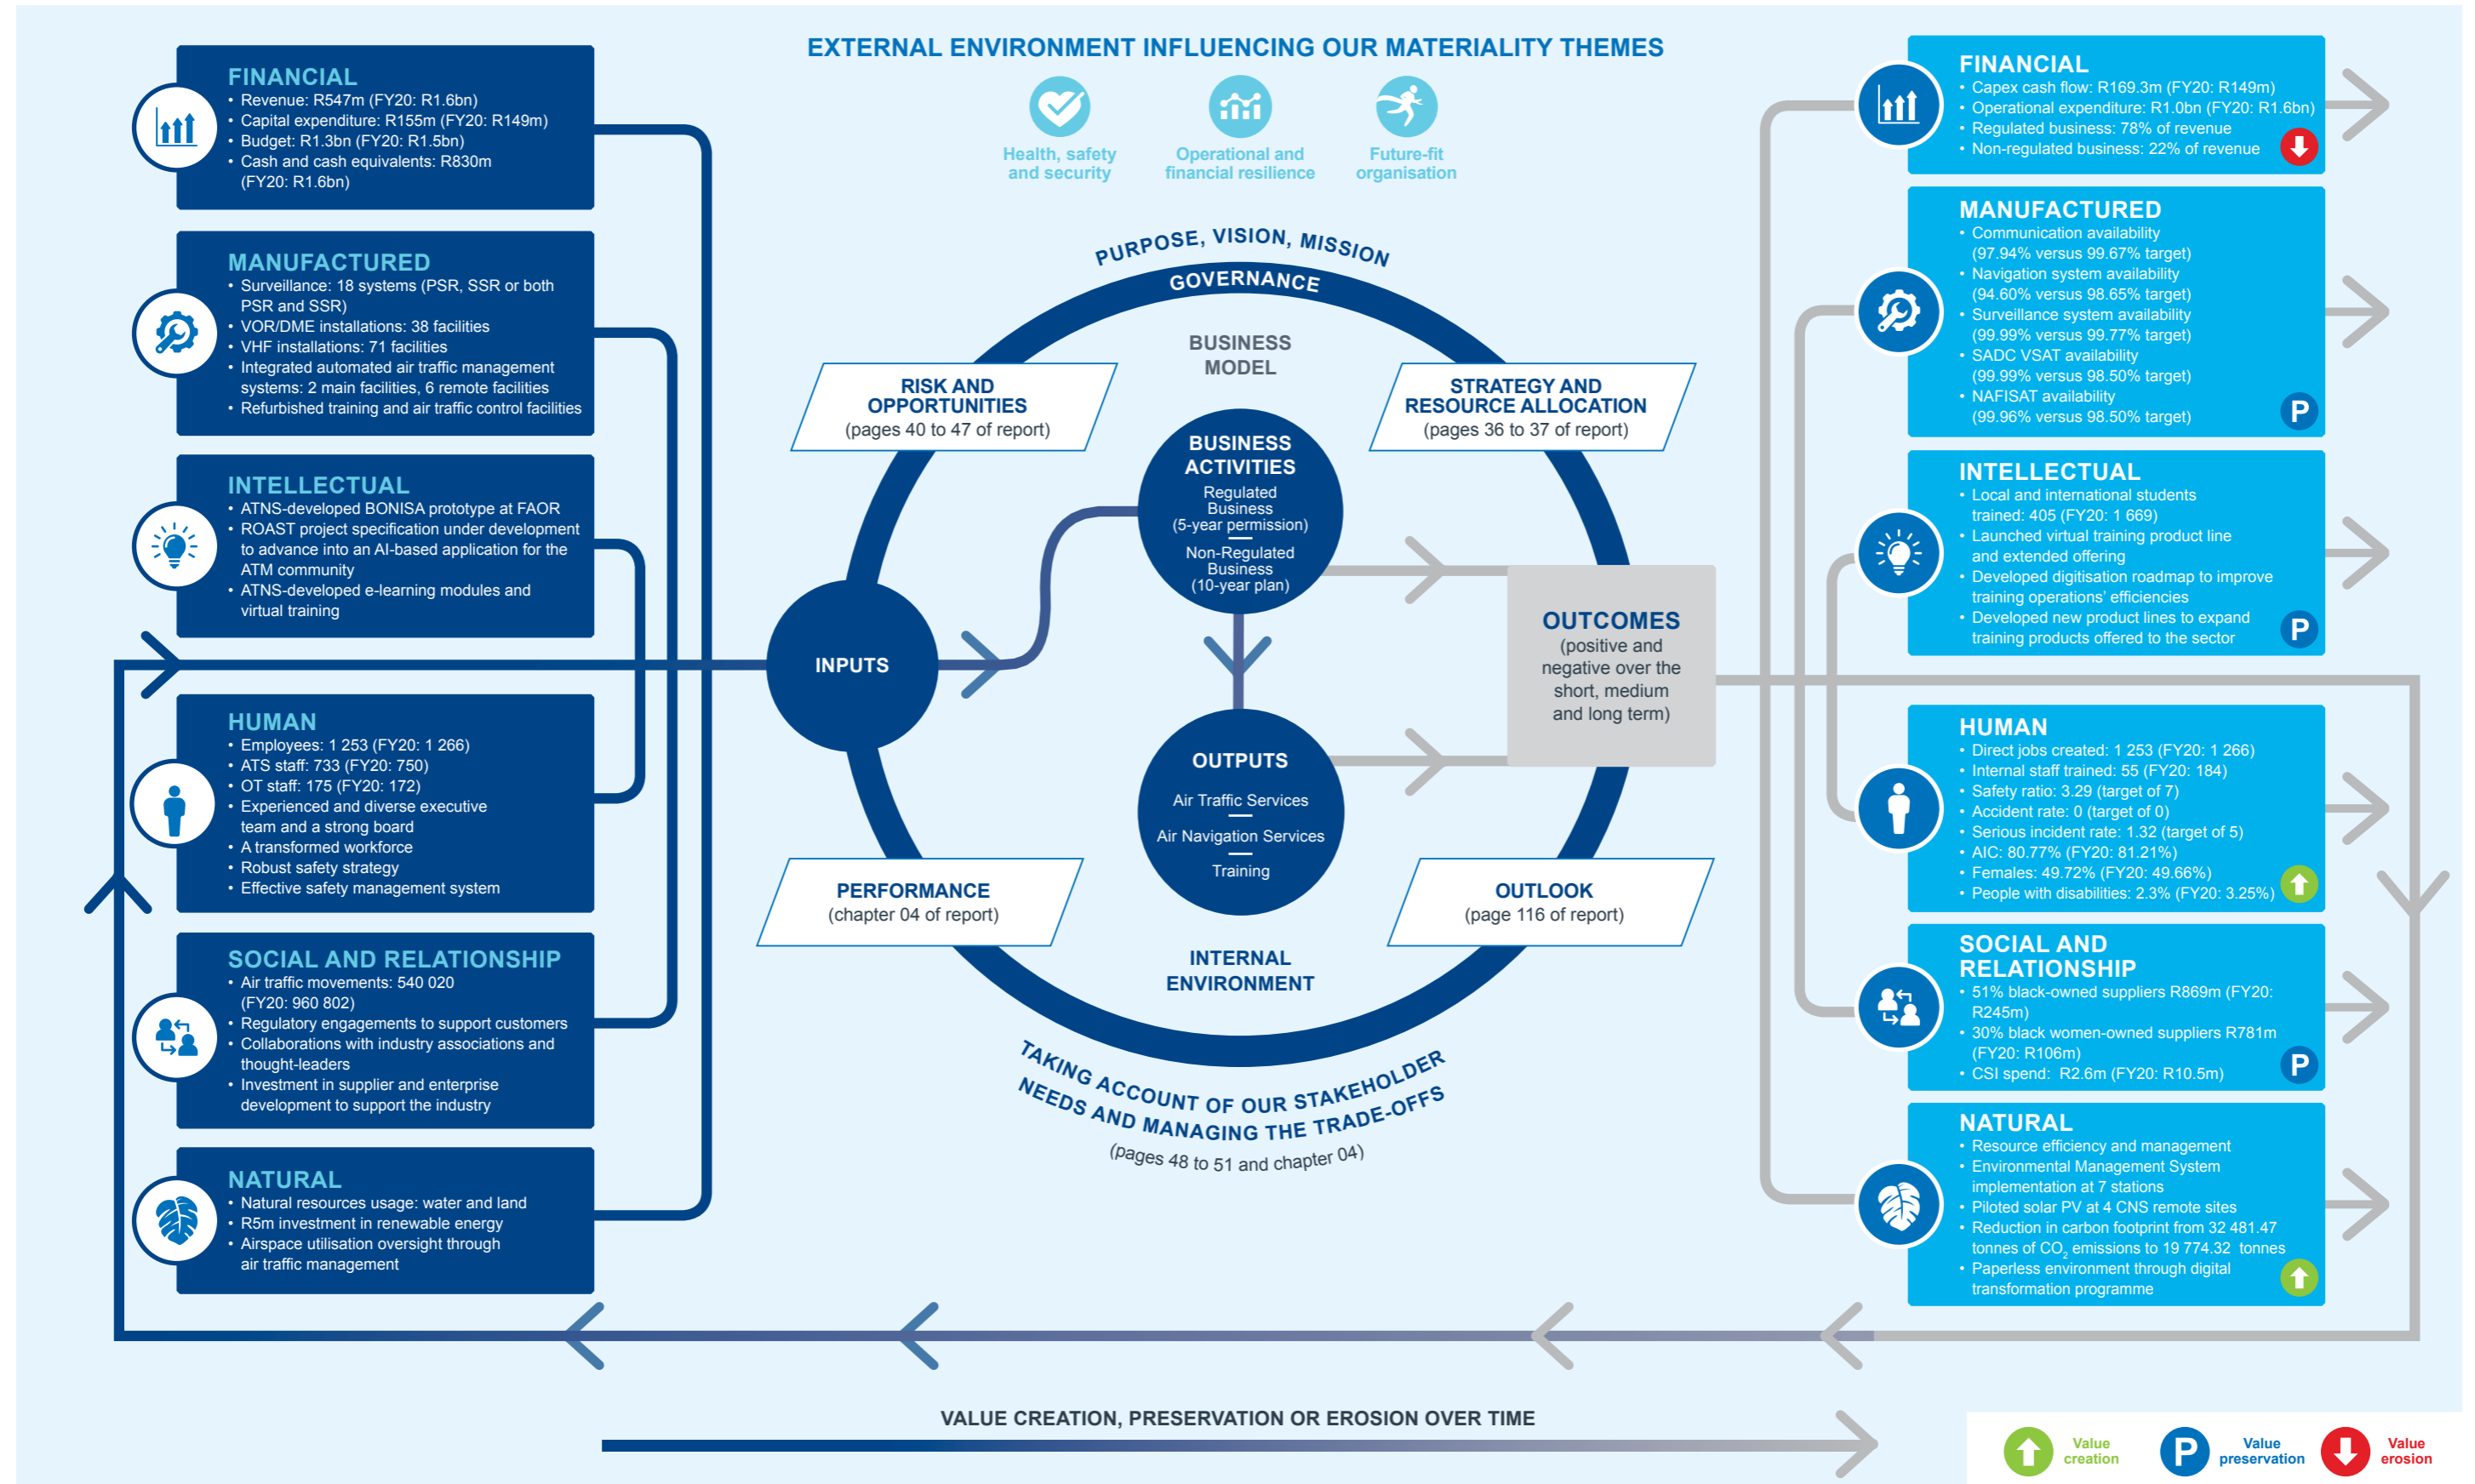 EXTERNAL ENVIRONMENT INFLUENCING OUR MATERIALITY THEMES
Health, safety
and security
Operational and
financial resilience
Future-fit
organisation
FINANCIAL
• Revenue: R547m (FY20: R1.6bn)
• Capital expenditure: R155m (FY20: R149m)
• Budget: R1.3bn (FY20: R1.5bn)
• Cash and cash equivalents: R830m
(FY20: R1.6bn)
MANUFACTURED
• Surveillance: 18 systems (PSR, SSR or both
PSR and SSR)
• VOR/DME installations: 38 facilities
• VHF installations: 71 facilities
• Integrated automated air traffic management
systems: 2 main facilities, 6 remote facilities
• Refurbished training and air traffic control facilities
INTELLECTUAL
• ATNS-developed BONISA prototype at FAOR
• ROAST project specification under development
to advance into an AI-based application for the
ATM community
• ATNS-developed e-learning modules and
virtual training
HUMAN
• Employees: 1 253 (FY20: 1 266)
• ATS staff: 733 (FY20: 750)
• OT staff: 175 (FY20: 172)
• Experienced and diverse executive
team and a strong board
• A transformed workforce
• Robust safety strategy
• Effective safety management system
SOCIAL AND RELATIONSHIP
• Air traffic movements: 540 020
(FY20: 960 802)
• Regulatory engagements to support customers
• Collaborations with industry associations and
thought-leaders
• Investment in supplier and enterprise
development to support the industry
NATURAL
• Natural resources usage: water and land
• R5m investment in renewable energy
• Airspace utilisation oversight through
air traffic management
PURPOSE, VISION, MISSION
GOVERNANCE
BUSINESS
MODEL
RISK AND
OPPORTUNITIES
(pages 40 to 47 of report)
STRATEGY AND
RESOURCE ALLOCATION
(pages 36 to 37 of report)
BUSINESS
ACTIVITIES
Regulated
Business
(5-year permission)
Non-Regulated
Business
(10-year plan)
INPUTS
OUTCOMES
(positive and
negative over the
short, medium
and long term)
OUTPUTS
Air Traffic Services
Air Navigation Services
Training
PERFORMANCE
(chapter 04 of report)
OUTLOOK
(page 116 of report)
INTERNAL
ENVIRONMENT
TAKING ACCOUNT OF OUR STAKEHOLDER
NEEDS AND MANAGING THE TRADE-OFFS
(pages 48 to 51 and chapter 04)
FINANCIAL
• Capex cash flow: R169.3m (FY20: R149m)
• Operational expenditure: R1.0bn (FY20: R1.6bn)
• Regulated business: 78% of revenue
• Non-regulated business: 22% of revenue
MANUFACTURED
• Communication availability
(97.94% versus 99.67% target)
• Navigation system availability
(94.60% versus 98.65% target)
• Surveillance system availability
(99.99% versus 99.77% target)
• SADC VSAT availability
(99.99% versus 98.50% target)
• NAFISAT availability
(99.96% versus 98.50% target)
P
INTELLECTUAL
• Local and international students
trained: 405 (FY20: 1 669)
• Launched virtual training product line
and extended offering
• Developed digitisation roadmap to improve
training operations' efficiencies
• Developed new product lines to expand
training products offered to the sector
P
HUMAN
• Direct jobs created: 1 253 (FY20: 1 266)
• Internal staff trained: 55 (FY20: 184)
• Safety ratio: 3.29 (target of 7)
• Accident rate: 0 (target of 0)
• Serious incident rate: 1.32 (target of 5)
• AIC: 80.77% (FY20: 81.21%)
• Females: 49.72% (FY20: 49.66%)
• People with disabilities: 2.3% (FY20: 3.25%)
SOCIAL AND
RELATIONSHIP
• 51% black-owned suppliers R869m (FY20:
R245m)
• 30% black women-owned suppliers R781m
(FY20: R106m)
• CSI spend: R2.6m (FY20: R10.5m)
P
NATURAL
• Resource efficiency and management
• Environmental Management System
implementation at 7 stations
• Piloted solar PV at 4 CNS remote sites
• Reduction in carbon footprint from 32 481.47
tonnes of CO2 emissions to 19 774.32 tonnes
• Paperless environment through digital
transformation programme
VALUE CREATION, PRESERVATION OR EROSION OVER TIME
Value
creation
P
Value
preservation
Value
erosion